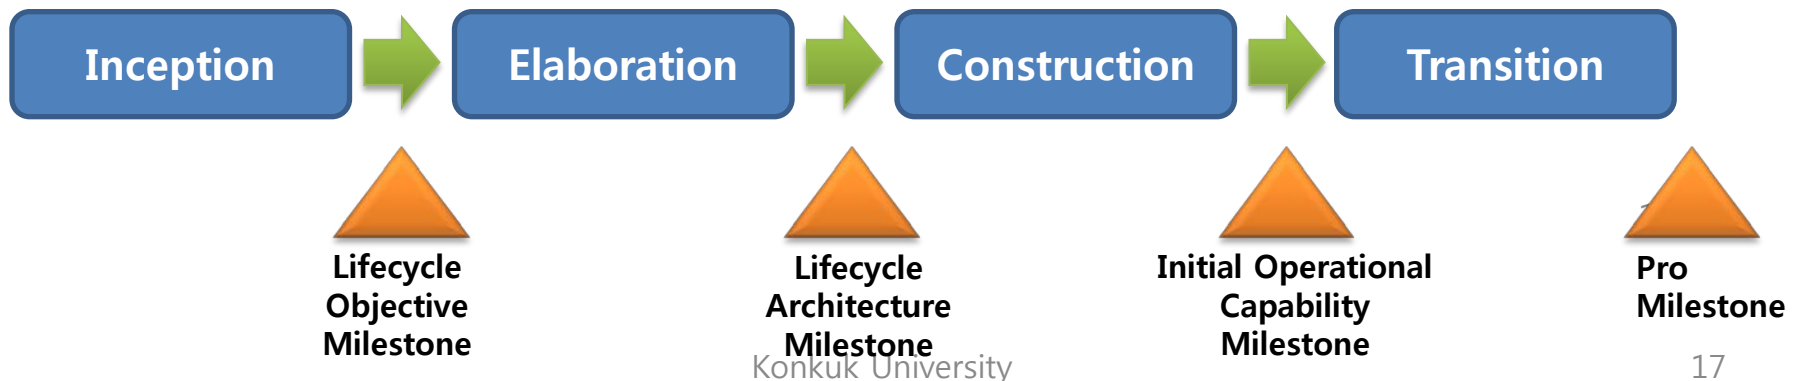 Inception
Elaboration
Construction
Transition
Lifecycle
Objective
Milestone
Lifecycle
Architecture
Milestone
Initial Operational
Capability
Milestone
Pro
Milestone
Konkuk University
17